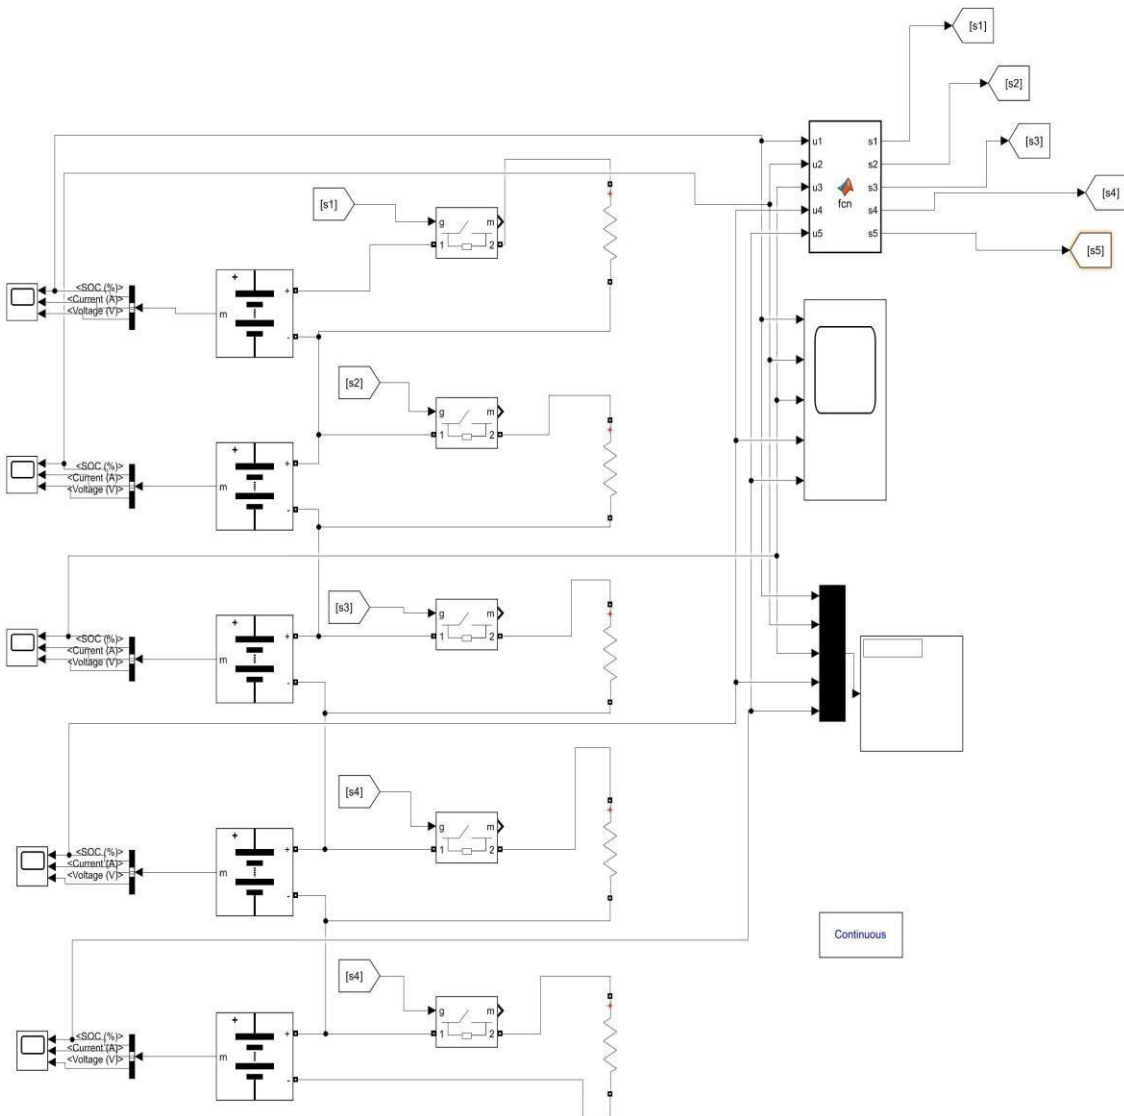 [s1]
[s2]
[s3]
[s4]
[s5]
u1 s1
u2 s2
u3 s3
u4 s4
u5 s5
fcn
[s1]
g m
1 2
<SOC (%)>
<Current (A)>
<Voltage (V)>
m
+
+
-
[s2]
g m
1 2
<SOC (%)>
<Current (A)>
<Voltage (V)>
m
+
+
-
[s3]
g m
1 2
<SOC (%)>
<Current (A)>
<Voltage (V)>
m
+
+
-
[s4]
g m
1 2
<SOC (%)>
<Current (A)>
<Voltage (V)>
m
+
+
-
Continuous
[s4]
g m
1 2
<SOC (%)>
<Current (A)>
<Voltage (V)>
m
+
+
-